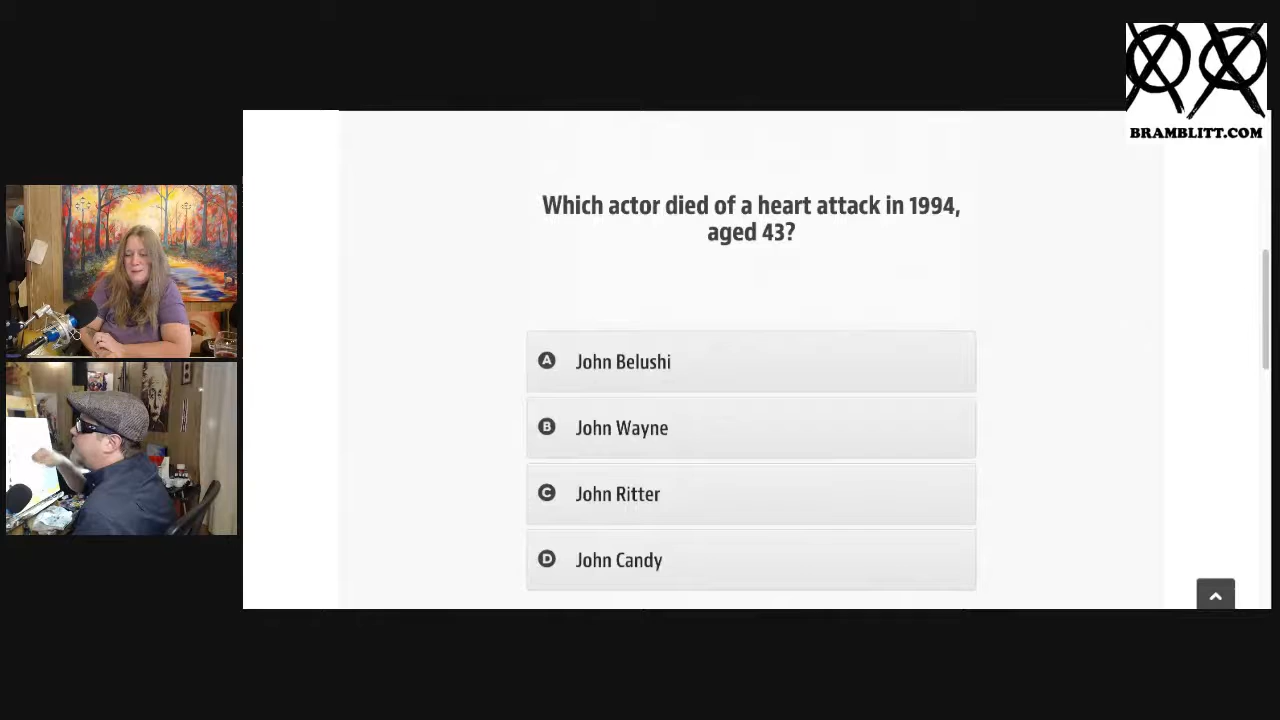 BRAMBLITT.COM
Which actor died of a heart attack in 1994,
aged 43?
A John Belushi
B John Wayne
C John Ritter
D John Candy